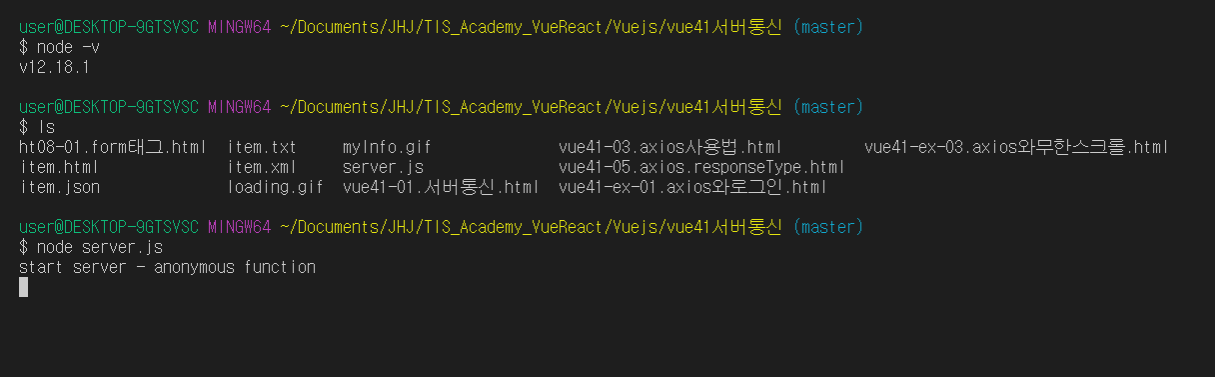 user@DESKTOP-9GTSVSC MINGW64 ~/Documents/JHJ/TIS_Academy_VueReact/Vuejs/vue41서버통신 (master)
$ node -v
v12.18.1
user@DESKTOP-9GTSVSC MINGW64 ~/Documents/JHJ/TIS_Academy_VueReact/Vuejs/vue41서버통신 (master)
$ ls
ht08-01.form태그.html item.txt myInfo.gif vue41-03.axios사용법.html vue41-ex-03.axios와무한스크롤.html
item.html item.xml server.js vue41-05.axios.responseType.html
item.json loading.gif vue41-01.서버통신.html vue41-ex-01.axios와로그인.html
user@DESKTOP-9GTSVSC MINGW64 ~/Documents/JHJ/TIS_Academy_VueReact/Vuejs/vue41서버통신 (master)
$ node server.js
start server - anonymous function